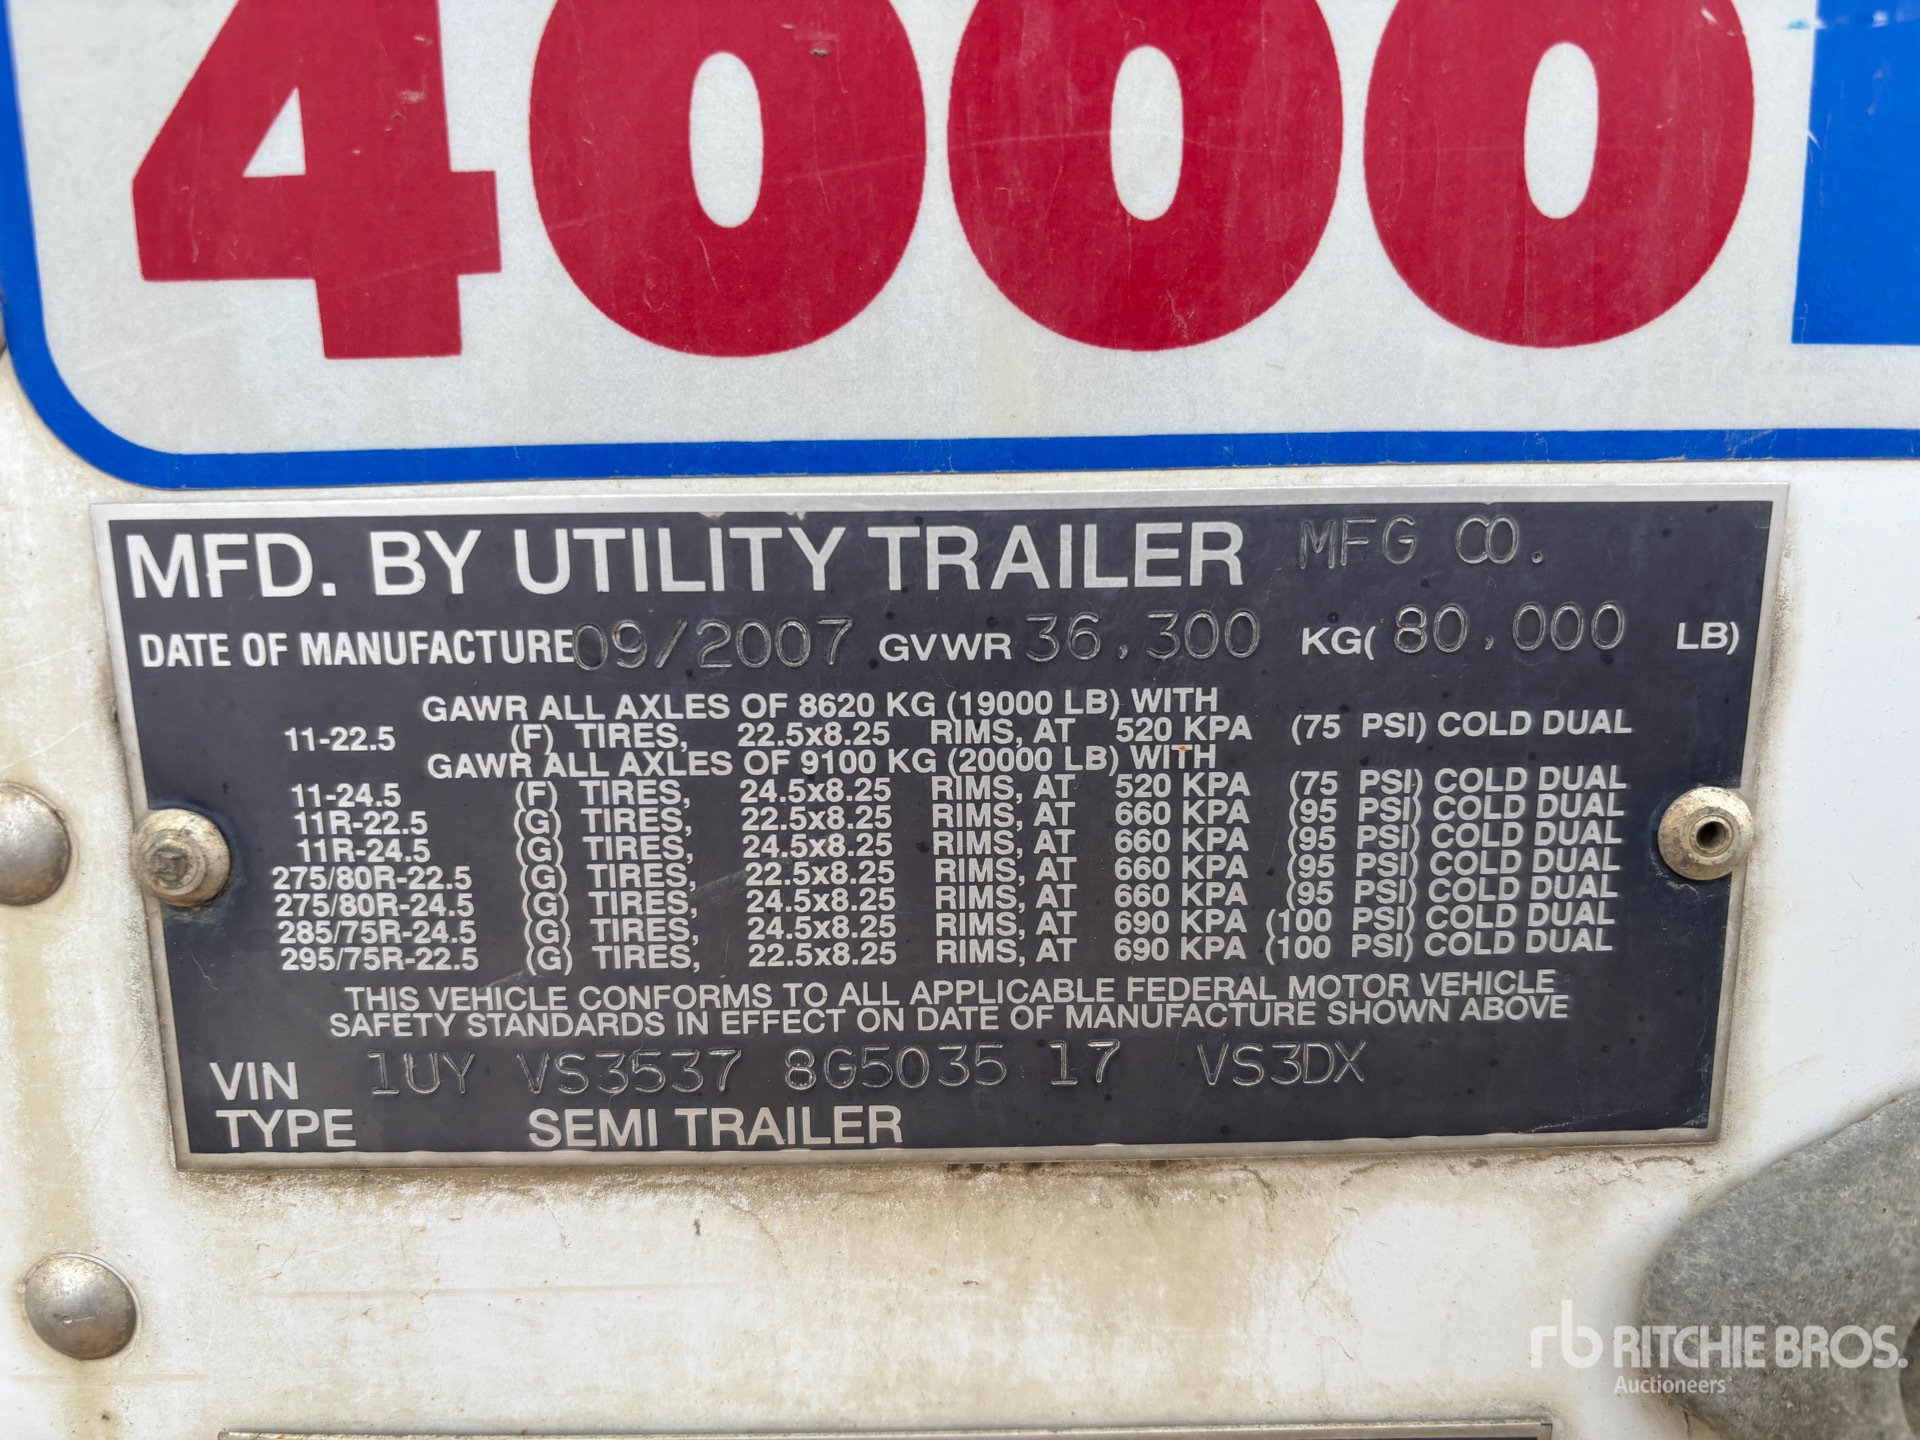 4000
MFD. BY UTILITY TRAILER MFG CO.
DATE OF MANUFACTURE 09/2007 GVWR 36,300 KG( 80,000 LB)
GAWR ALL AXLES OF 8620 KG (19000 LB) WITH
11-22.5 (F) TIRES, 22.5x8.25 RIMS, AT 520 KPA (75 PSI) COLD DUAL
GAWR ALL AXLES OF 9100 KG (20000 LB) WITH
11-24.5 (F) TIRES, 24.5x8.25 RIMS, AT 520 KPA (75 PSI) COLD DUAL
11R-22.5 (G) TIRES, 22.5x8.25 RIMS, AT 660 KPA (95 PSI) COLD DUAL
11R-24.5 (G) TIRES, 24.5x8.25 RIMS, AT 660 KPA (95 PSI) COLD DUAL
275/80R-22.5 (G) TIRES, 22.5x8.25 RIMS, AT 660 KPA (95 PSI) COLD DUAL
275/80R-24.5 (G) TIRES, 24.5x8.25 RIMS, AT 660 KPA (95 PSI) COLD DUAL
285/75R-24.5 (G) TIRES, 24.5x8.25 RIMS, AT 690 KPA (100 PSI) COLD DUAL
295/75R-22.5 (G) TIRES, 22.5x8.25 RIMS, AT 690 KPA (100 PSI) COLD DUAL
THIS VEHICLE CONFORMS TO ALL APPLICABLE FEDERAL MOTOR VEHICLE
SAFETY STANDARDS IN EFFECT ON DATE OF MANUFACTURE SHOWN ABOVE
VIN 1UY VS3537 8G5035 17 VS3DX
TYPE SEMI TRAILER
rb RITCHIE BROS.
Auctioneers